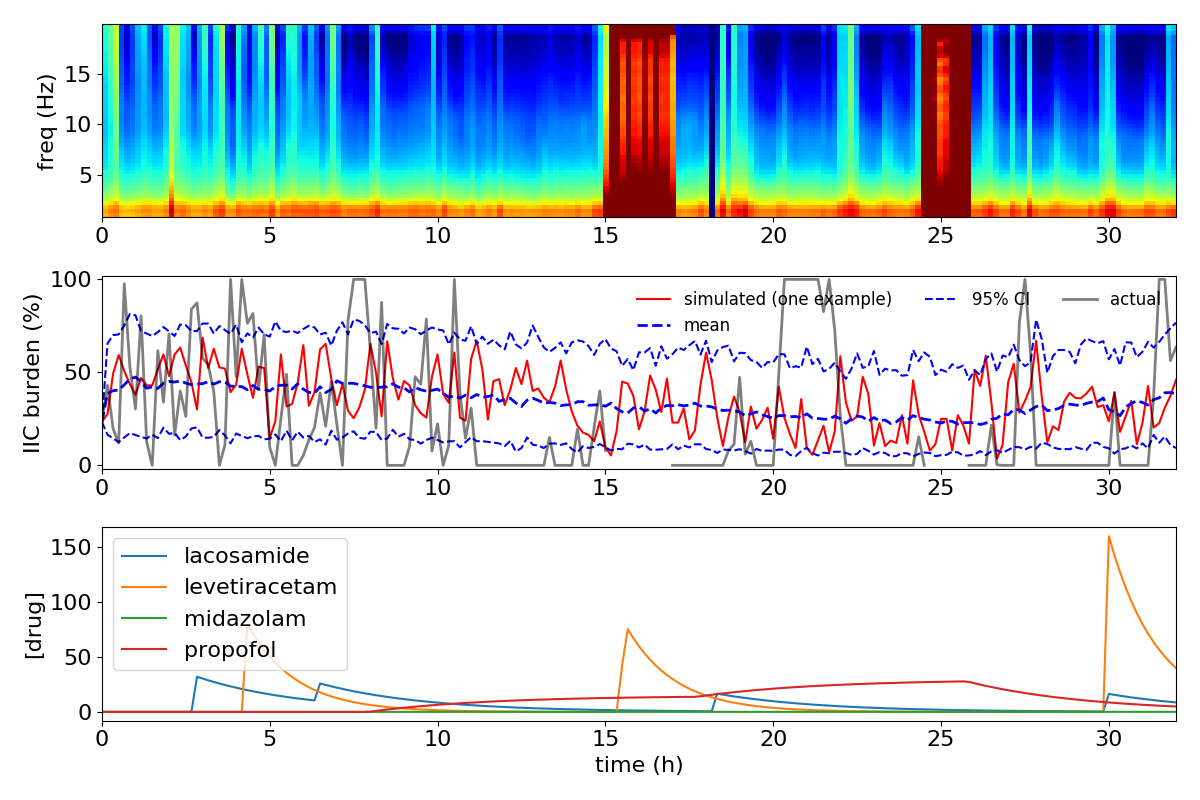 freq (Hz)
15
10
5
0 5 10 15 20 25 30
IIC burden (%)
100
50
0
simulated (one example) 95% CI actual
mean
0 5 10 15 20 25 30
[drug]
150
100
50
0
lacosamide
levetiracetam
midazolam
propofol
0 5 10 15 20 25 30
time (h)